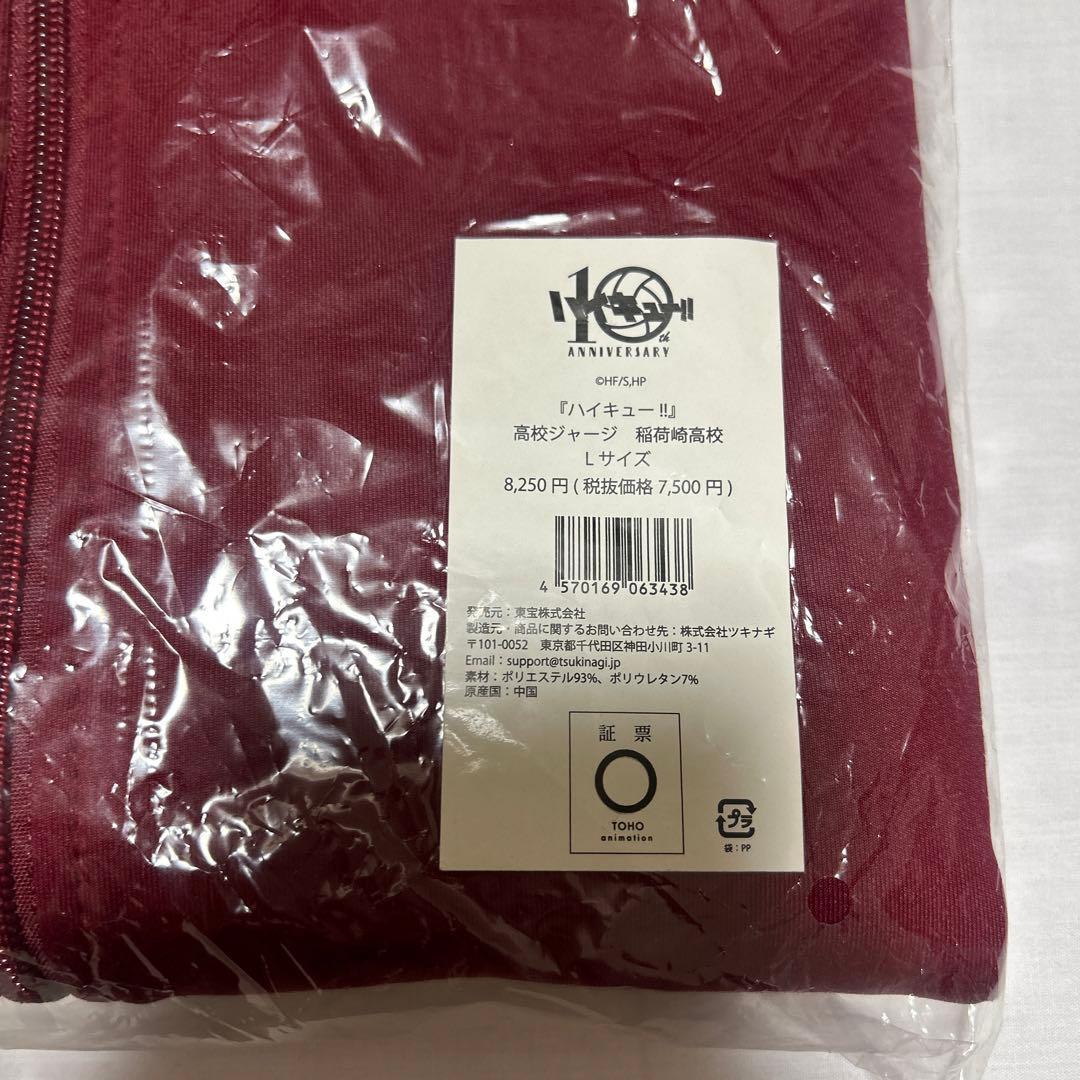 ハイキュー!!
10th
ANNIVERSARY
©HF/S,HP
『ハイキュー!!』
高校ジャージ　稲荷崎高校
Lサイズ
8,250円(税抜価格7,500円)
4 570169 063438
発売元：東宝株式会社
製造元・商品に関するお問い合わせ先：株式会社ツキナギ
〒101-0052　東京都千代田区神田小川町3-11
Email：support@tsukinagi.jp
素材：ポリエステル93%、ポリウレタン7%
原産国：中国
証票
TOHO
animation
プラ
袋：PP